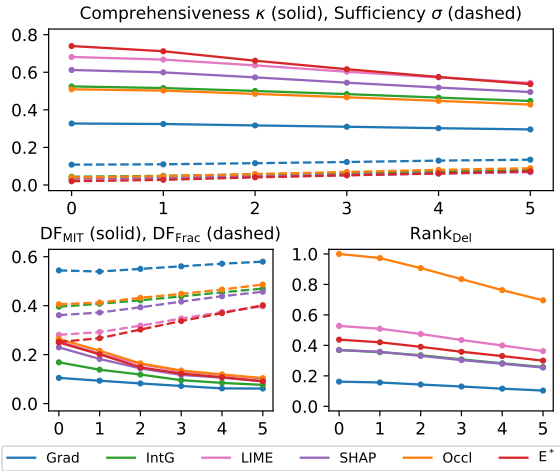 Comprehensiveness κ (solid), Sufficiency σ (dashed)
0.8
0.6
0.4
0.2
0.0
0 1 2 3 4 5
DF_MIT (solid), DF_Frac (dashed)
0.6
0.4
0.2
0.0
0 1 2 3 4 5
Rank_Del
1.0
0.8
0.6
0.4
0.2
0.0
0 1 2 3 4 5
Grad IntG LIME SHAP Occl E*